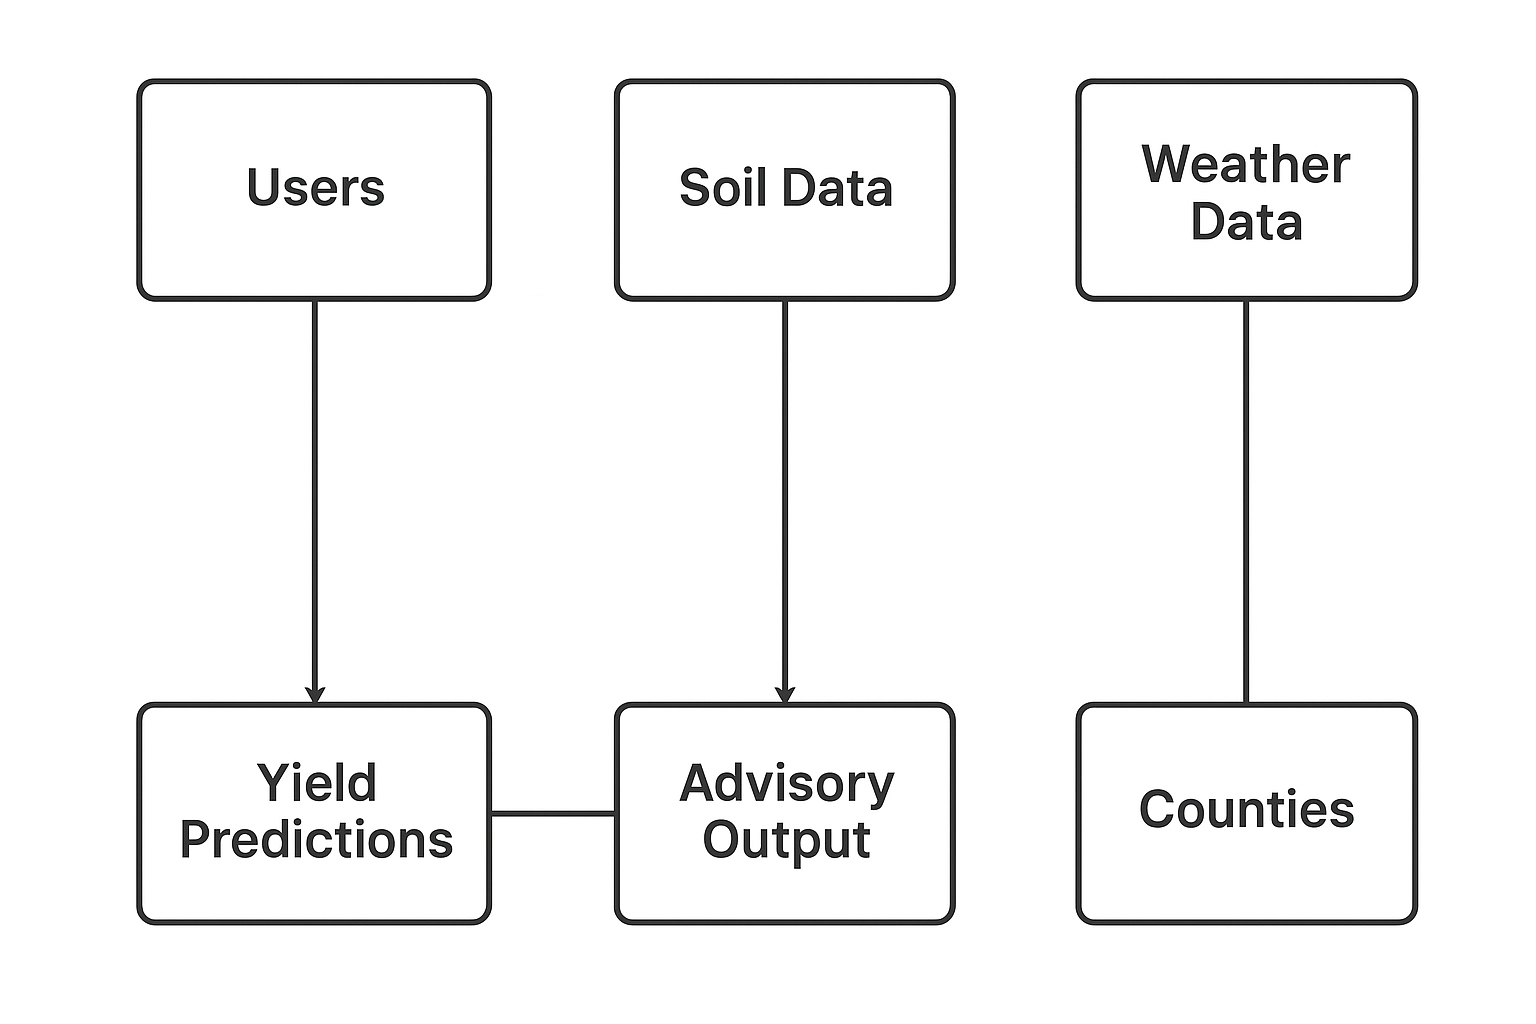 Users
Soil Data
Weather
Data
Yield
Predictions
Advisory
Output
Counties